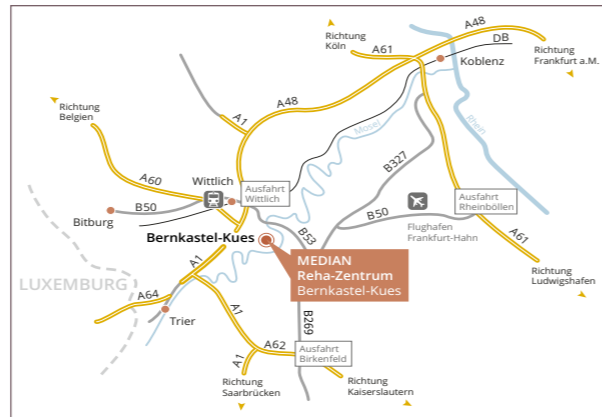 A48
Richtung
Köln
A61
DB
Koblenz
Richtung
Frankfurt a.M.
A48
A1
Richtung
Belgien
Mosel
Rhein
B327
A60
Wittlich
Ausfahrt
Wittlich
B50
Bitburg
B50
Ausfahrt
Rheinböllen
Flughafen
Frankfurt-Hahn
B53
Bernkastel-Kues
A61
MEDIAN
Reha-Zentrum
Bernkastel-Kues
Richtung
Ludwigshafen
LUXEMBURG
A1
A64
Trier
A1
B269
A62
Ausfahrt
Birkenfeld
A1
Richtung
Saarbrücken
Richtung
Kaiserslautern